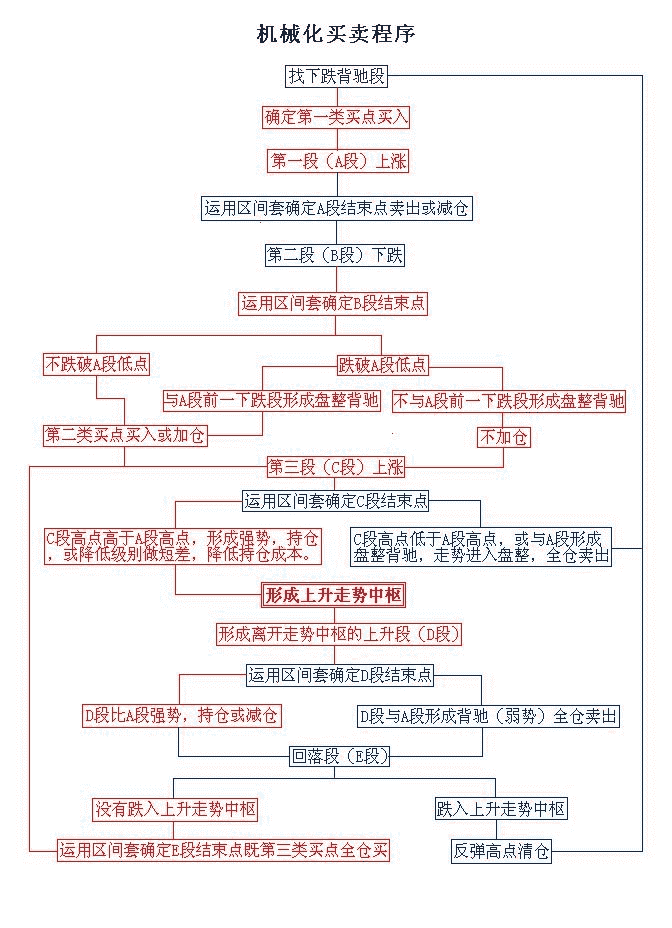 机械化买卖程序
找下跌背驰段
确定第一类买点买入
第一段（A段）上涨
运用区间套确定A段结束点卖出或减仓
第二段（B段）下跌
运用区间套确定B段结束点
不跌破A段低点
跌破A段低点
与A段前一下跌段形成盘整背驰
不与A段前一下跌段形成盘整背驰
第二类买点买入或加仓
不加仓
第三段（C段）上涨
运用区间套确定C段结束点
C段高点高于A段高点，形成强势，持仓
，或降低级别做短差，降低持仓成本。
C段高点低于A段高点，或与A段形成
盘整背驰，走势进入盘整，全仓卖出
形成上升走势中枢
形成离开走势中枢的上升段（D段）
运用区间套确定D段结束点
D段比A段强势，持仓或减仓
D段与A段形成背驰（弱势）全仓卖出
回落段（E段）
没有跌入上升走势中枢
跌入上升走势中枢
运用区间套确定E段结束点既第三类买点全仓买
反弹高点清仓